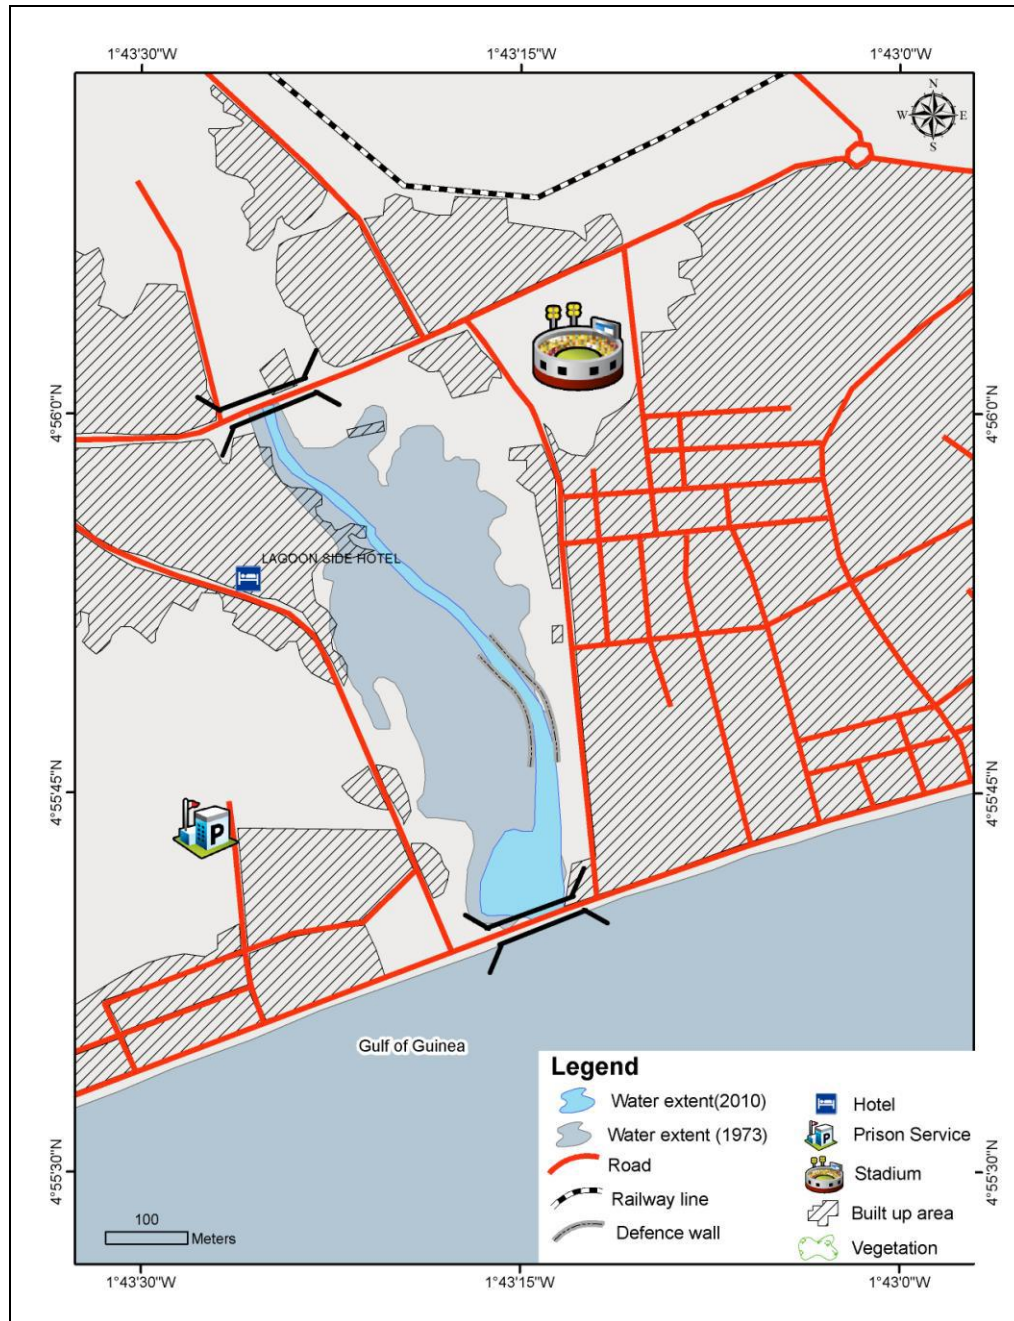 1°43'30"W 1°43'15"W 1°43'0"W
N
W E
S
4°56'0"N 4°56'0"N
LAGOON SIDE HOTEL
4°55'45"N 4°55'45"N
P
Gulf of Guinea
Legend
Water extent(2010)
Water extent (1973)
Road
Railway line
Defence wall
Hotel
P
Prison Service
Stadium
Built up area
Vegetation
4°55'30"N 4°55'30"N
100
Meters
1°43'30"W 1°43'15"W 1°43'0"W